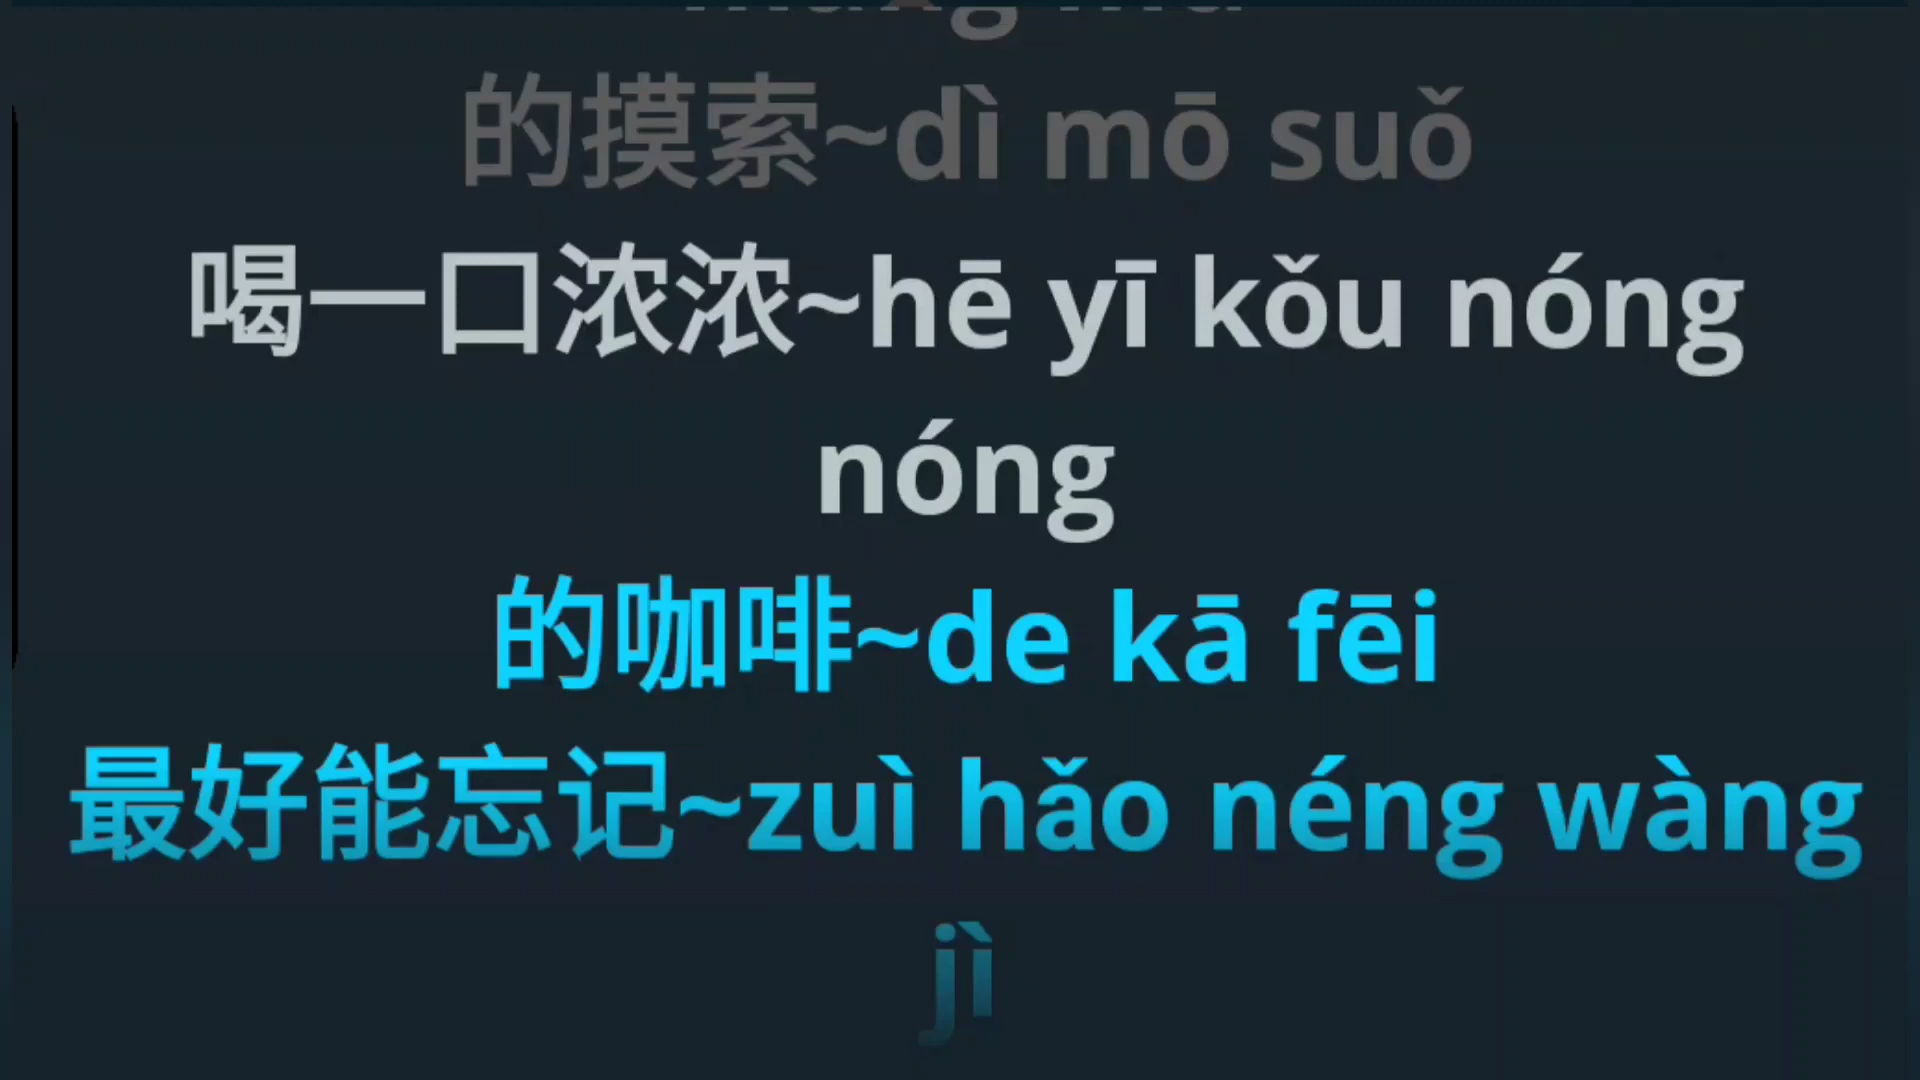 的摸索~dì mō suǒ
喝一口浓浓~hē yī kǒu nóng
nóng
的咖啡~de kā fēi
最好能忘记~zuì hǎo néng wàng
jì